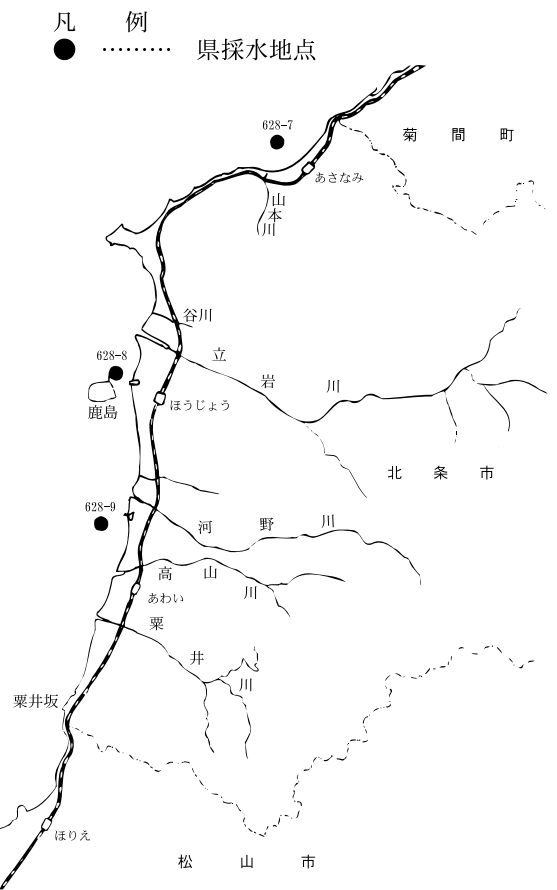 凡 例
県採水地点
628-7
菊間町
あさなみ
山本川
谷川
628-8
立岩川
鹿島
ほうじょう
北条市
628-9
河野川
高山川
あわい
粟井川
粟井坂
ほりえ
松山市